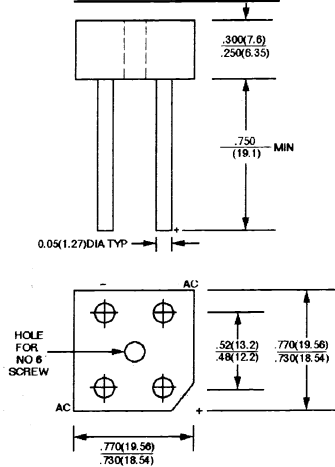 .300(7.6)
.250(6.35)
.750
(19.1)
MIN
+
0.05(1.27)DIA TYP
−
AC
HOLE
FOR
NO 6
SCREW
.52(13.2)
.48(12.2)
.770(19.56)
.730(18.54)
AC
+
.770(19.56)
.730(18.54)